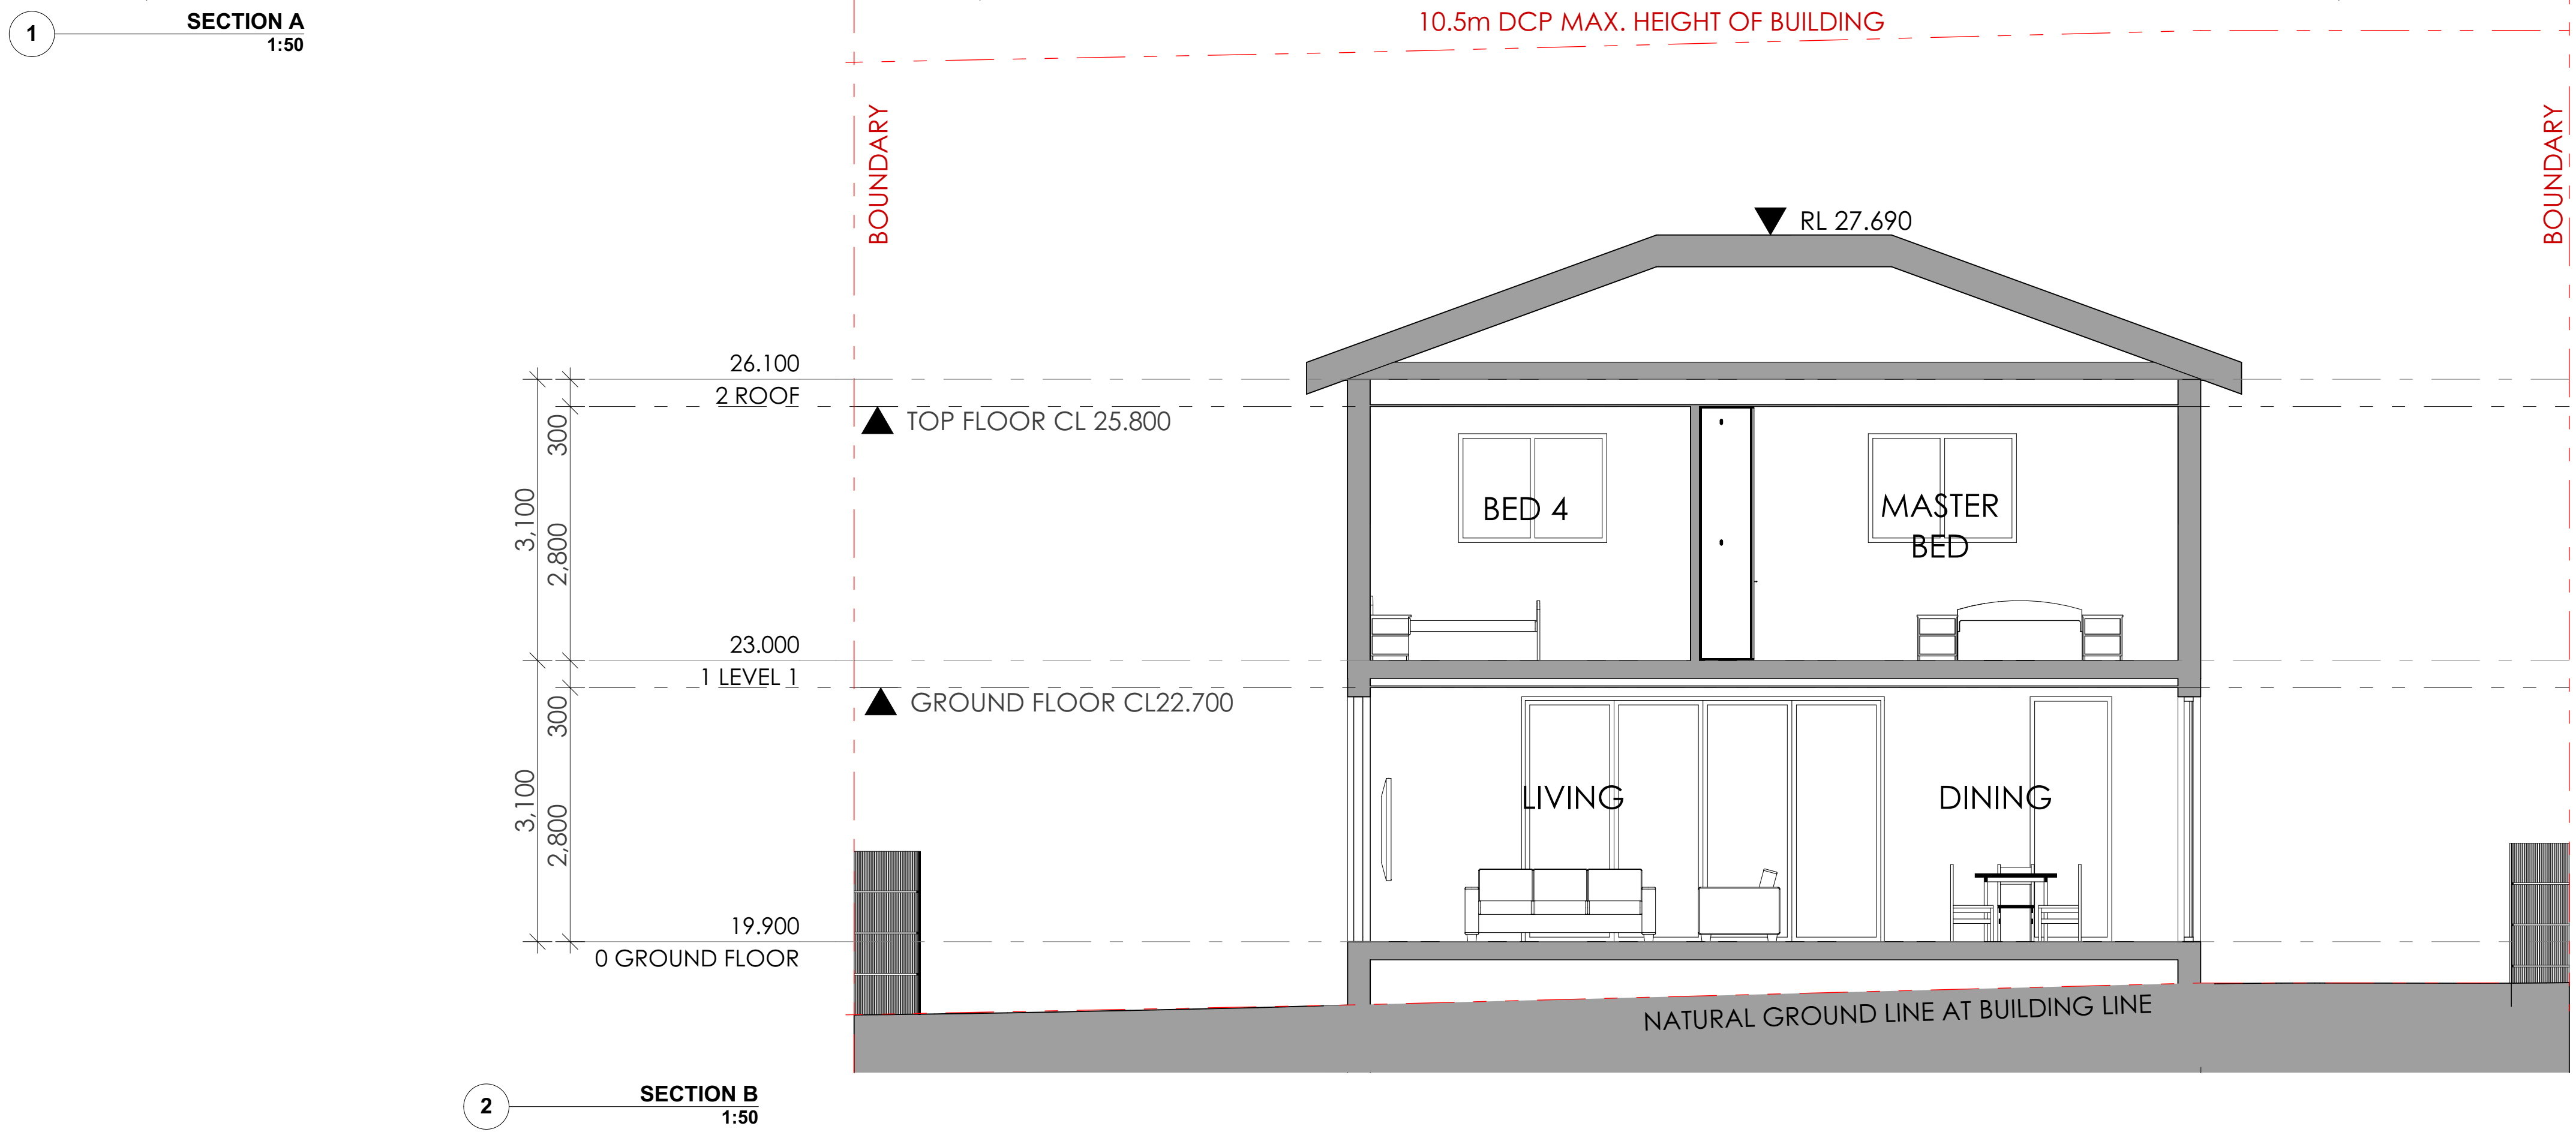 1
SECTION A
1:50
10.5m DCP MAX. HEIGHT OF BUILDING
BOUNDARY
BOUNDARY
RL 27.690
26.100
2 ROOF
TOP FLOOR CL 25.800
300
3,100
2,800
BED 4
MASTER
BED
23.000
1 LEVEL 1
GROUND FLOOR CL22.700
300
3,100
2,800
LIVING
DINING
19.900
0 GROUND FLOOR
NATURAL GROUND LINE AT BUILDING LINE
2
SECTION B
1:50